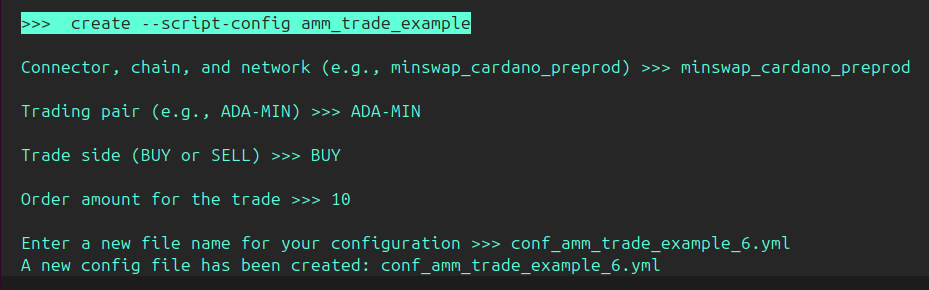 >>>  create --script-config amm_trade_example
Connector, chain, and network (e.g., minswap_cardano_preprod) >>> minswap_cardano_preprod
Trading pair (e.g., ADA-MIN) >>> ADA-MIN
Trade side (BUY or SELL) >>> BUY
Order amount for the trade >>> 10
Enter a new file name for your configuration >>> conf_amm_trade_example_6.yml
A new config file has been created: conf_amm_trade_example_6.yml